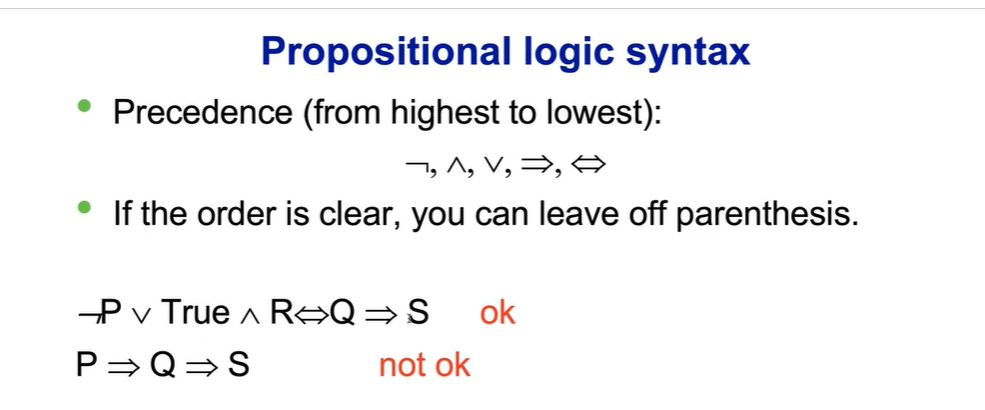 Propositional logic syntax
• Precedence (from highest to lowest):
¬, ∧, ∨, ⇒, ⇔
• If the order is clear, you can leave off parenthesis.
¬P ∨ True ∧ R⇔Q ⇒ S ok
P ⇒ Q ⇒ S not ok